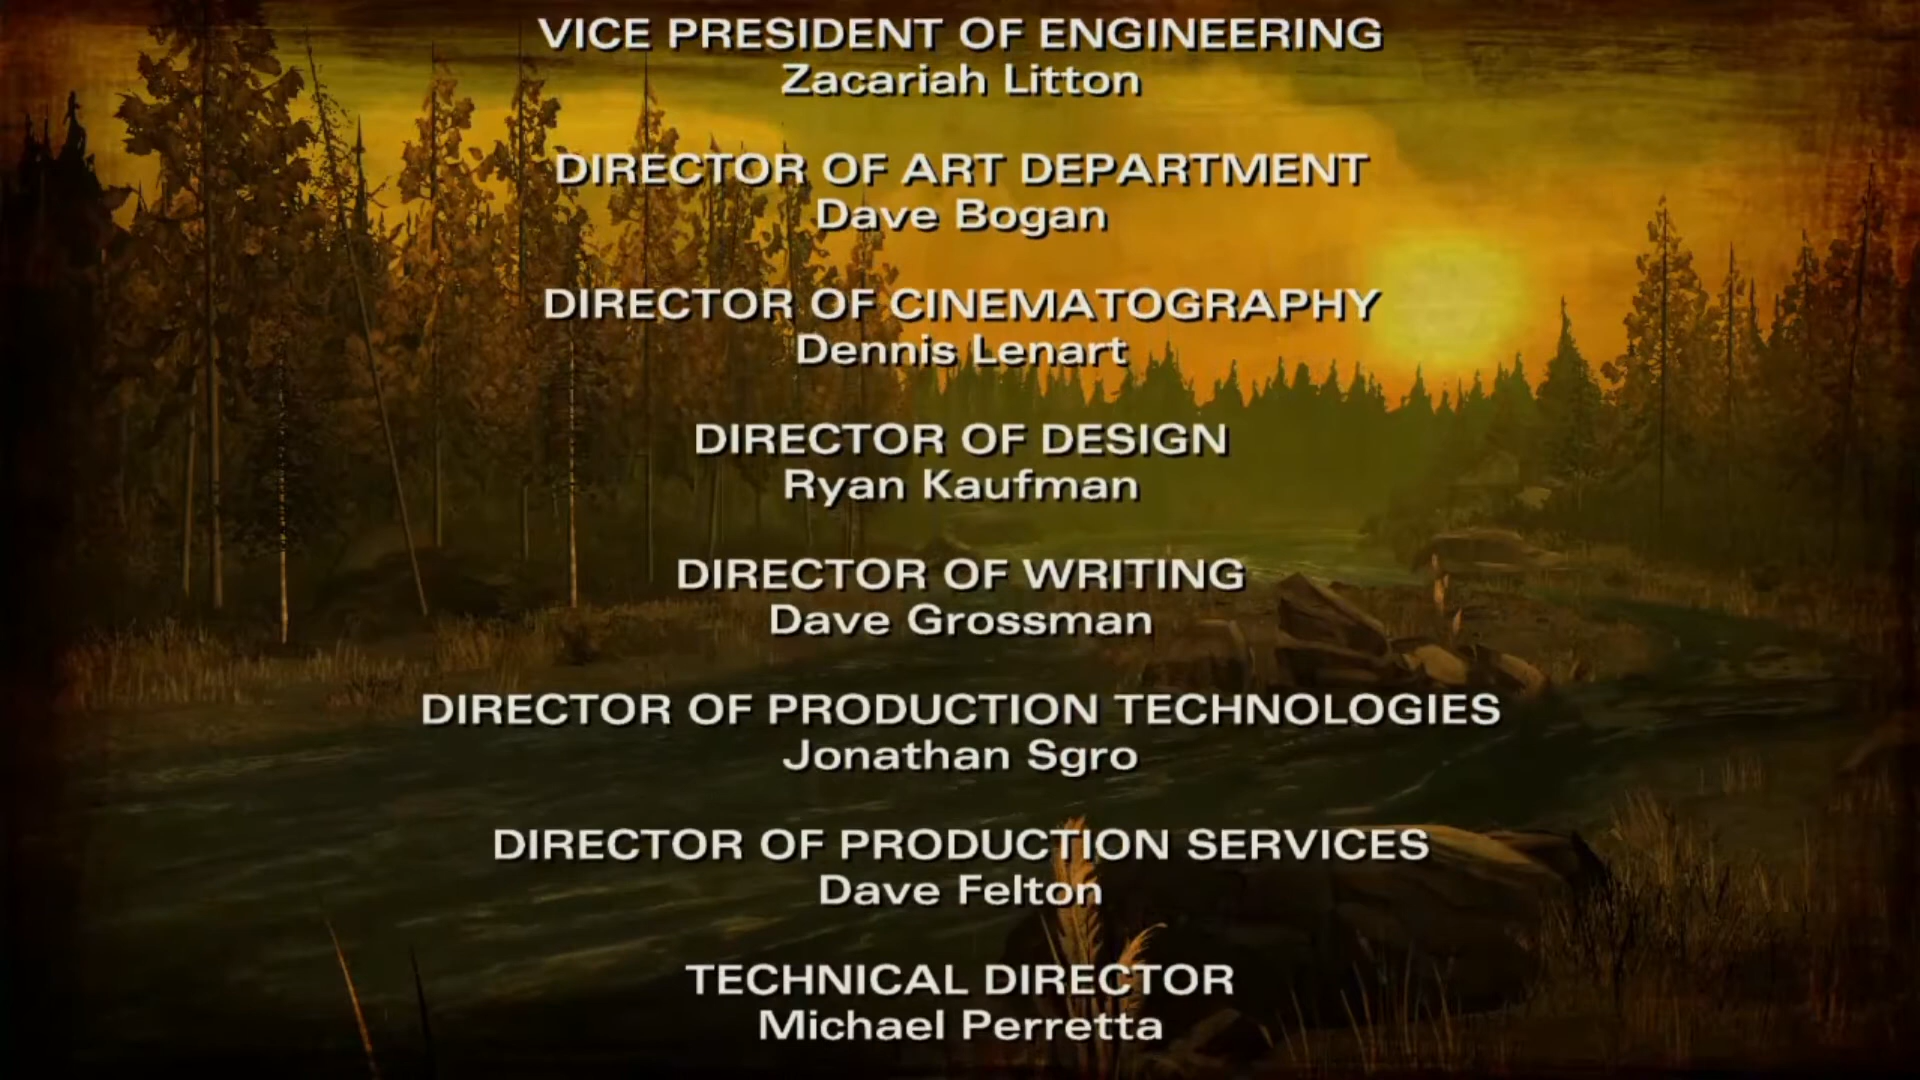 VICE PRESIDENT OF ENGINEERING
Zacariah Litton
DIRECTOR OF ART DEPARTMENT
Dave Bogan
DIRECTOR OF CINEMATOGRAPHY
Dennis Lenart
DIRECTOR OF DESIGN
Ryan Kaufman
DIRECTOR OF WRITING
Dave Grossman
DIRECTOR OF PRODUCTION TECHNOLOGIES
Jonathan Sgro
DIRECTOR OF PRODUCTION SERVICES
Dave Felton
TECHNICAL DIRECTOR
Michael Perretta